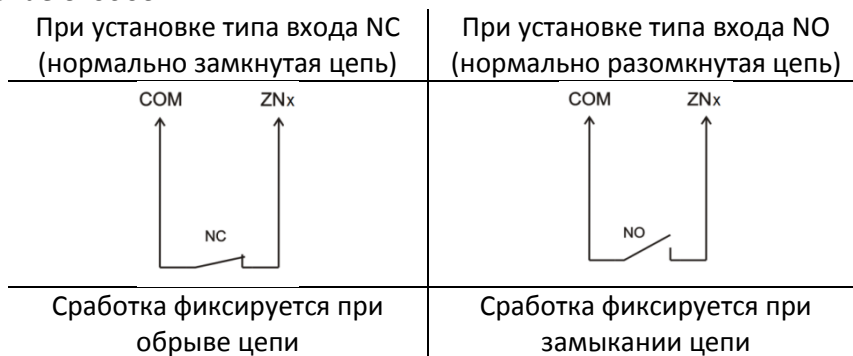 При установке типа входа NC
(нормально замкнутая цепь)
При установке типа входа NO
(нормально разомкнутая цепь)
COM ZNx
NC
COM ZNx
NO
Сработка фиксируется при
обрыве цепи
Сработка фиксируется при
замыкании цепи